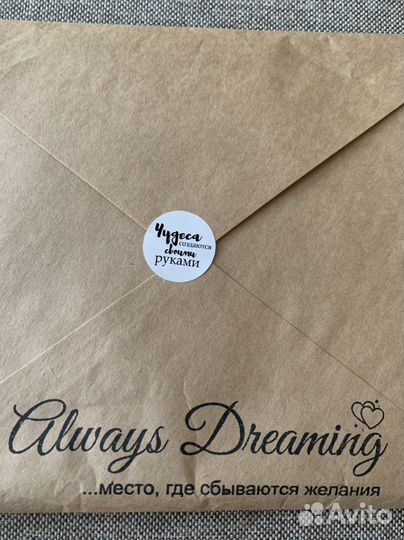 Чудеса
создаются
своими
руками
Always Dreaming
...место, где сбываются желания
Avito